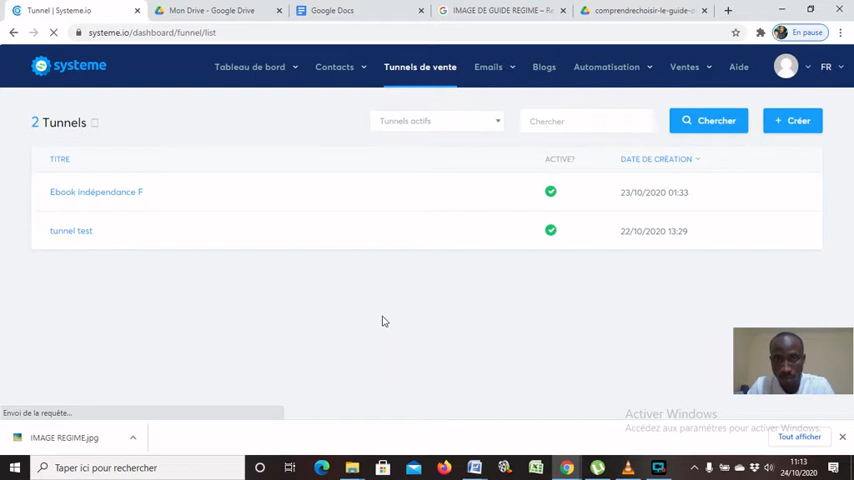 Tunnel | Systeme.io
Mon Drive - Google Drive
Google Docs
IMAGE DE GUIDE REGIME – Re
comprendrechoisir-le-guide-d
systeme.io/dashboard/funnel/list
En pause
systeme
Tableau de bord
Contacts
Tunnels de vente
Emails
Blogs
Automatisation
Ventes
Aide
FR
2 Tunnels
Tunnels actifs
Chercher
Chercher
+ Créer
TITRE
ACTIVE?
DATE DE CRÉATION
Ebook indépendance F
23/10/2020 01:33
tunnel test
22/10/2020 13:29
Envoi de la requête...
Activer Windows
Accédez aux paramètres pour activer Windows.
IMAGE REGIME.jpg
Tout afficher
Taper ici pour rechercher
11:13
24/10/2020